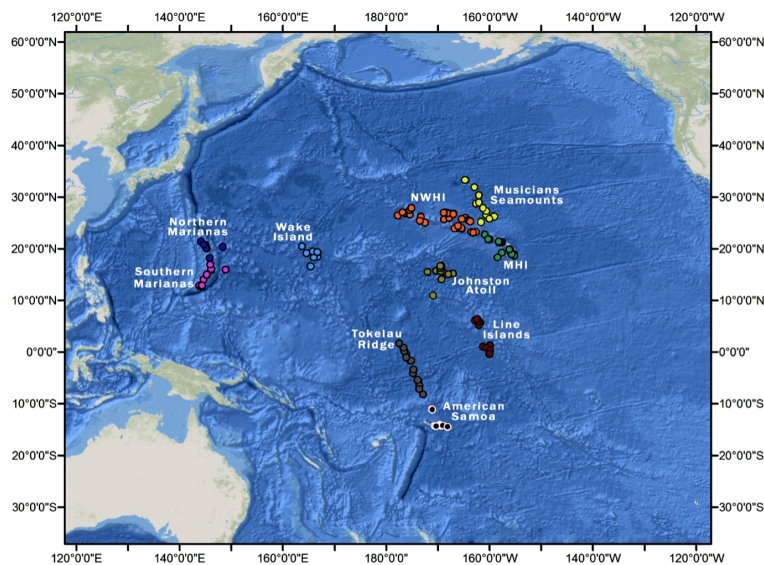 120°0'0"E 140°0'0"E 160°0'0"E 180°0'0" 160°0'0"W 140°0'0"W 120°0'0"W
60°0'0"N 60°0'0"N
50°0'0"N 50°0'0"N
40°0'0"N 40°0'0"N
30°0'0"N 30°0'0"N
Musicians
Seamounts
NWHI
Northern
Marianas
Wake
Island
20°0'0"N 20°0'0"N
MHI
Southern
Marianas
Johnston
Atoll
10°0'0"N 10°0'0"N
Line
Islands
Tokelau
Ridge
0°0'0" 0°0'0"
10°0'0"S 10°0'0"S
American
Samoa
20°0'0"S 20°0'0"S
30°0'0"S 30°0'0"S
120°0'0"E 140°0'0"E 160°0'0"E 180°0'0" 160°0'0"W 140°0'0"W 120°0'0"W